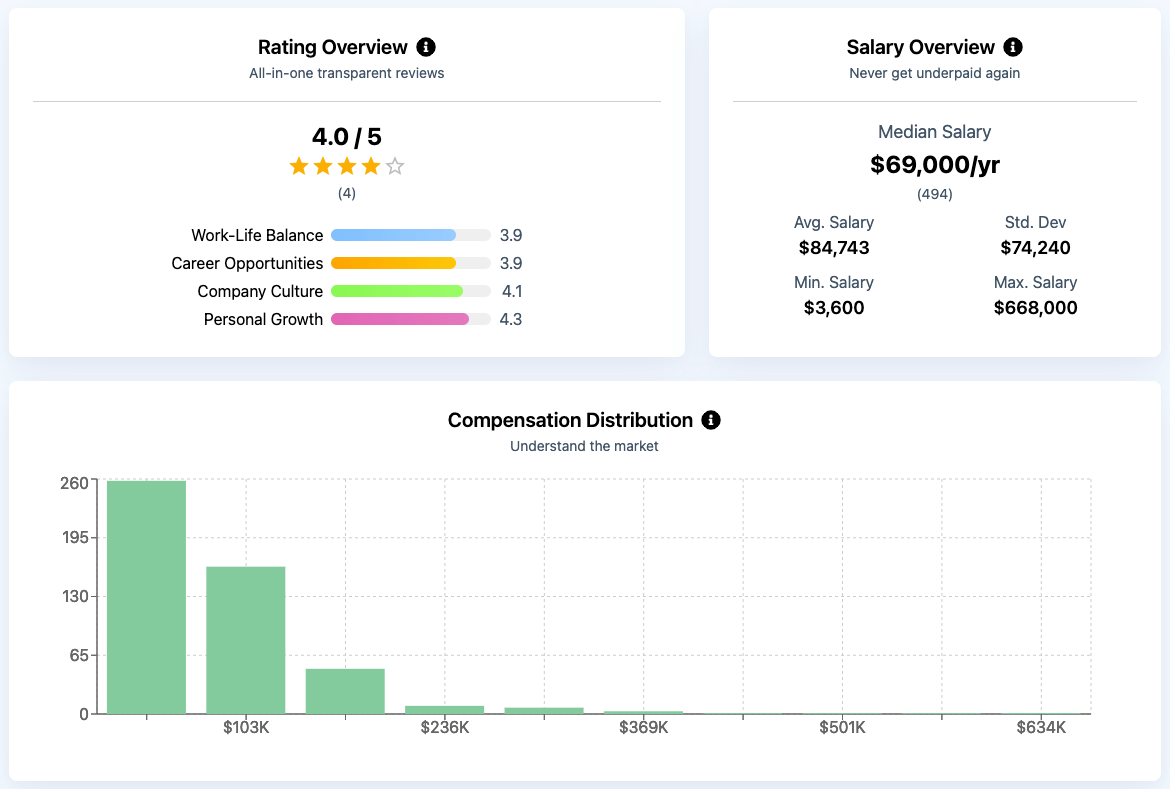 Rating Overview
All-in-one transparent reviews
4.0 / 5
(4)
Work-Life Balance 3.9
Career Opportunities 3.9
Company Culture 4.1
Personal Growth 4.3
Salary Overview
Never get underpaid again
Median Salary
$69,000/yr
(494)
Avg. Salary Std. Dev
$84,743 $74,240
Min. Salary Max. Salary
$3,600 $668,000
Compensation Distribution
Understand the market
260
195
130
65
0
$103K $236K $369K $501K $634K